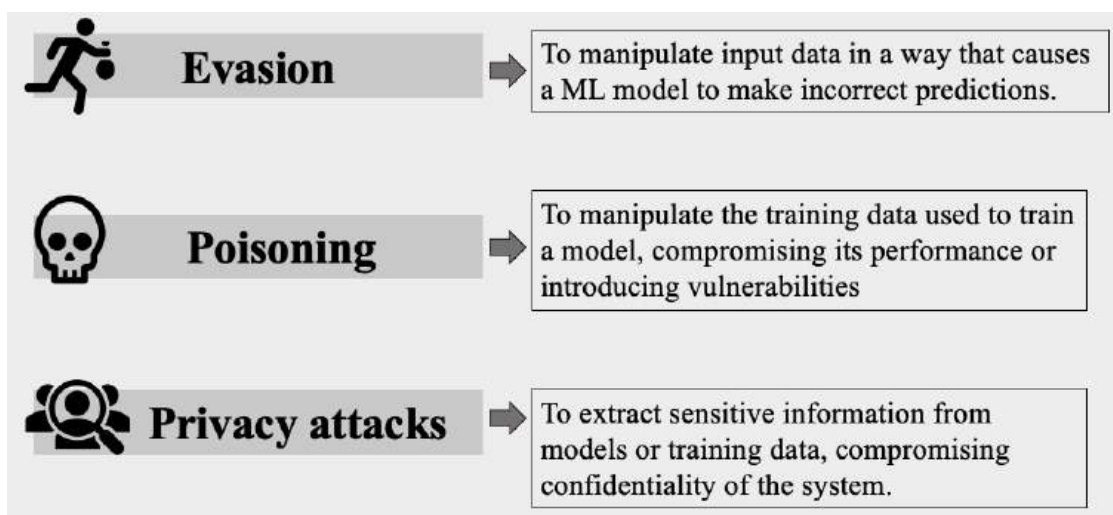 Evasion
To manipulate input data in a way that causes
a ML model to make incorrect predictions.
Poisoning
To manipulate the training data used to train
a model, compromising its performance or
introducing vulnerabilities
Privacy attacks
To extract sensitive information from
models or training data, compromising
confidentiality of the system.